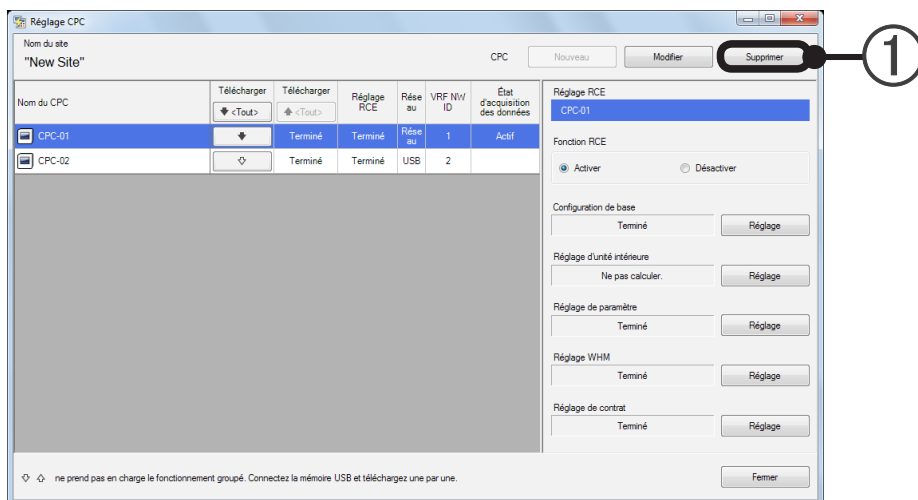 Réglage CPC
Nom du site
"New Site"
CPC
Nouveau
Modifier
Supprimer
1
Nom du CPC
Télécharger
<Tout>
Télécharger
<Tout>
Réglage
RCE
Rése
au
VRF NW
ID
État
d'acquisition
des données
CPC-01
Terminé
Terminé
Rése
au
1
Actif
CPC-02
Terminé
Terminé
USB
2
Réglage RCE
CPC-01
Fonction RCE
Activer
Désactiver
Configuration de base
Terminé
Réglage
Réglage d'unité intérieure
Ne pas calculer.
Réglage
Réglage de paramètre
Terminé
Réglage
Réglage WHM
Terminé
Réglage
Réglage de contrat
Terminé
Réglage
ne prend pas en charge le fonctionnement groupé. Connectez la mémoire USB et téléchargez une par une.
Fermer